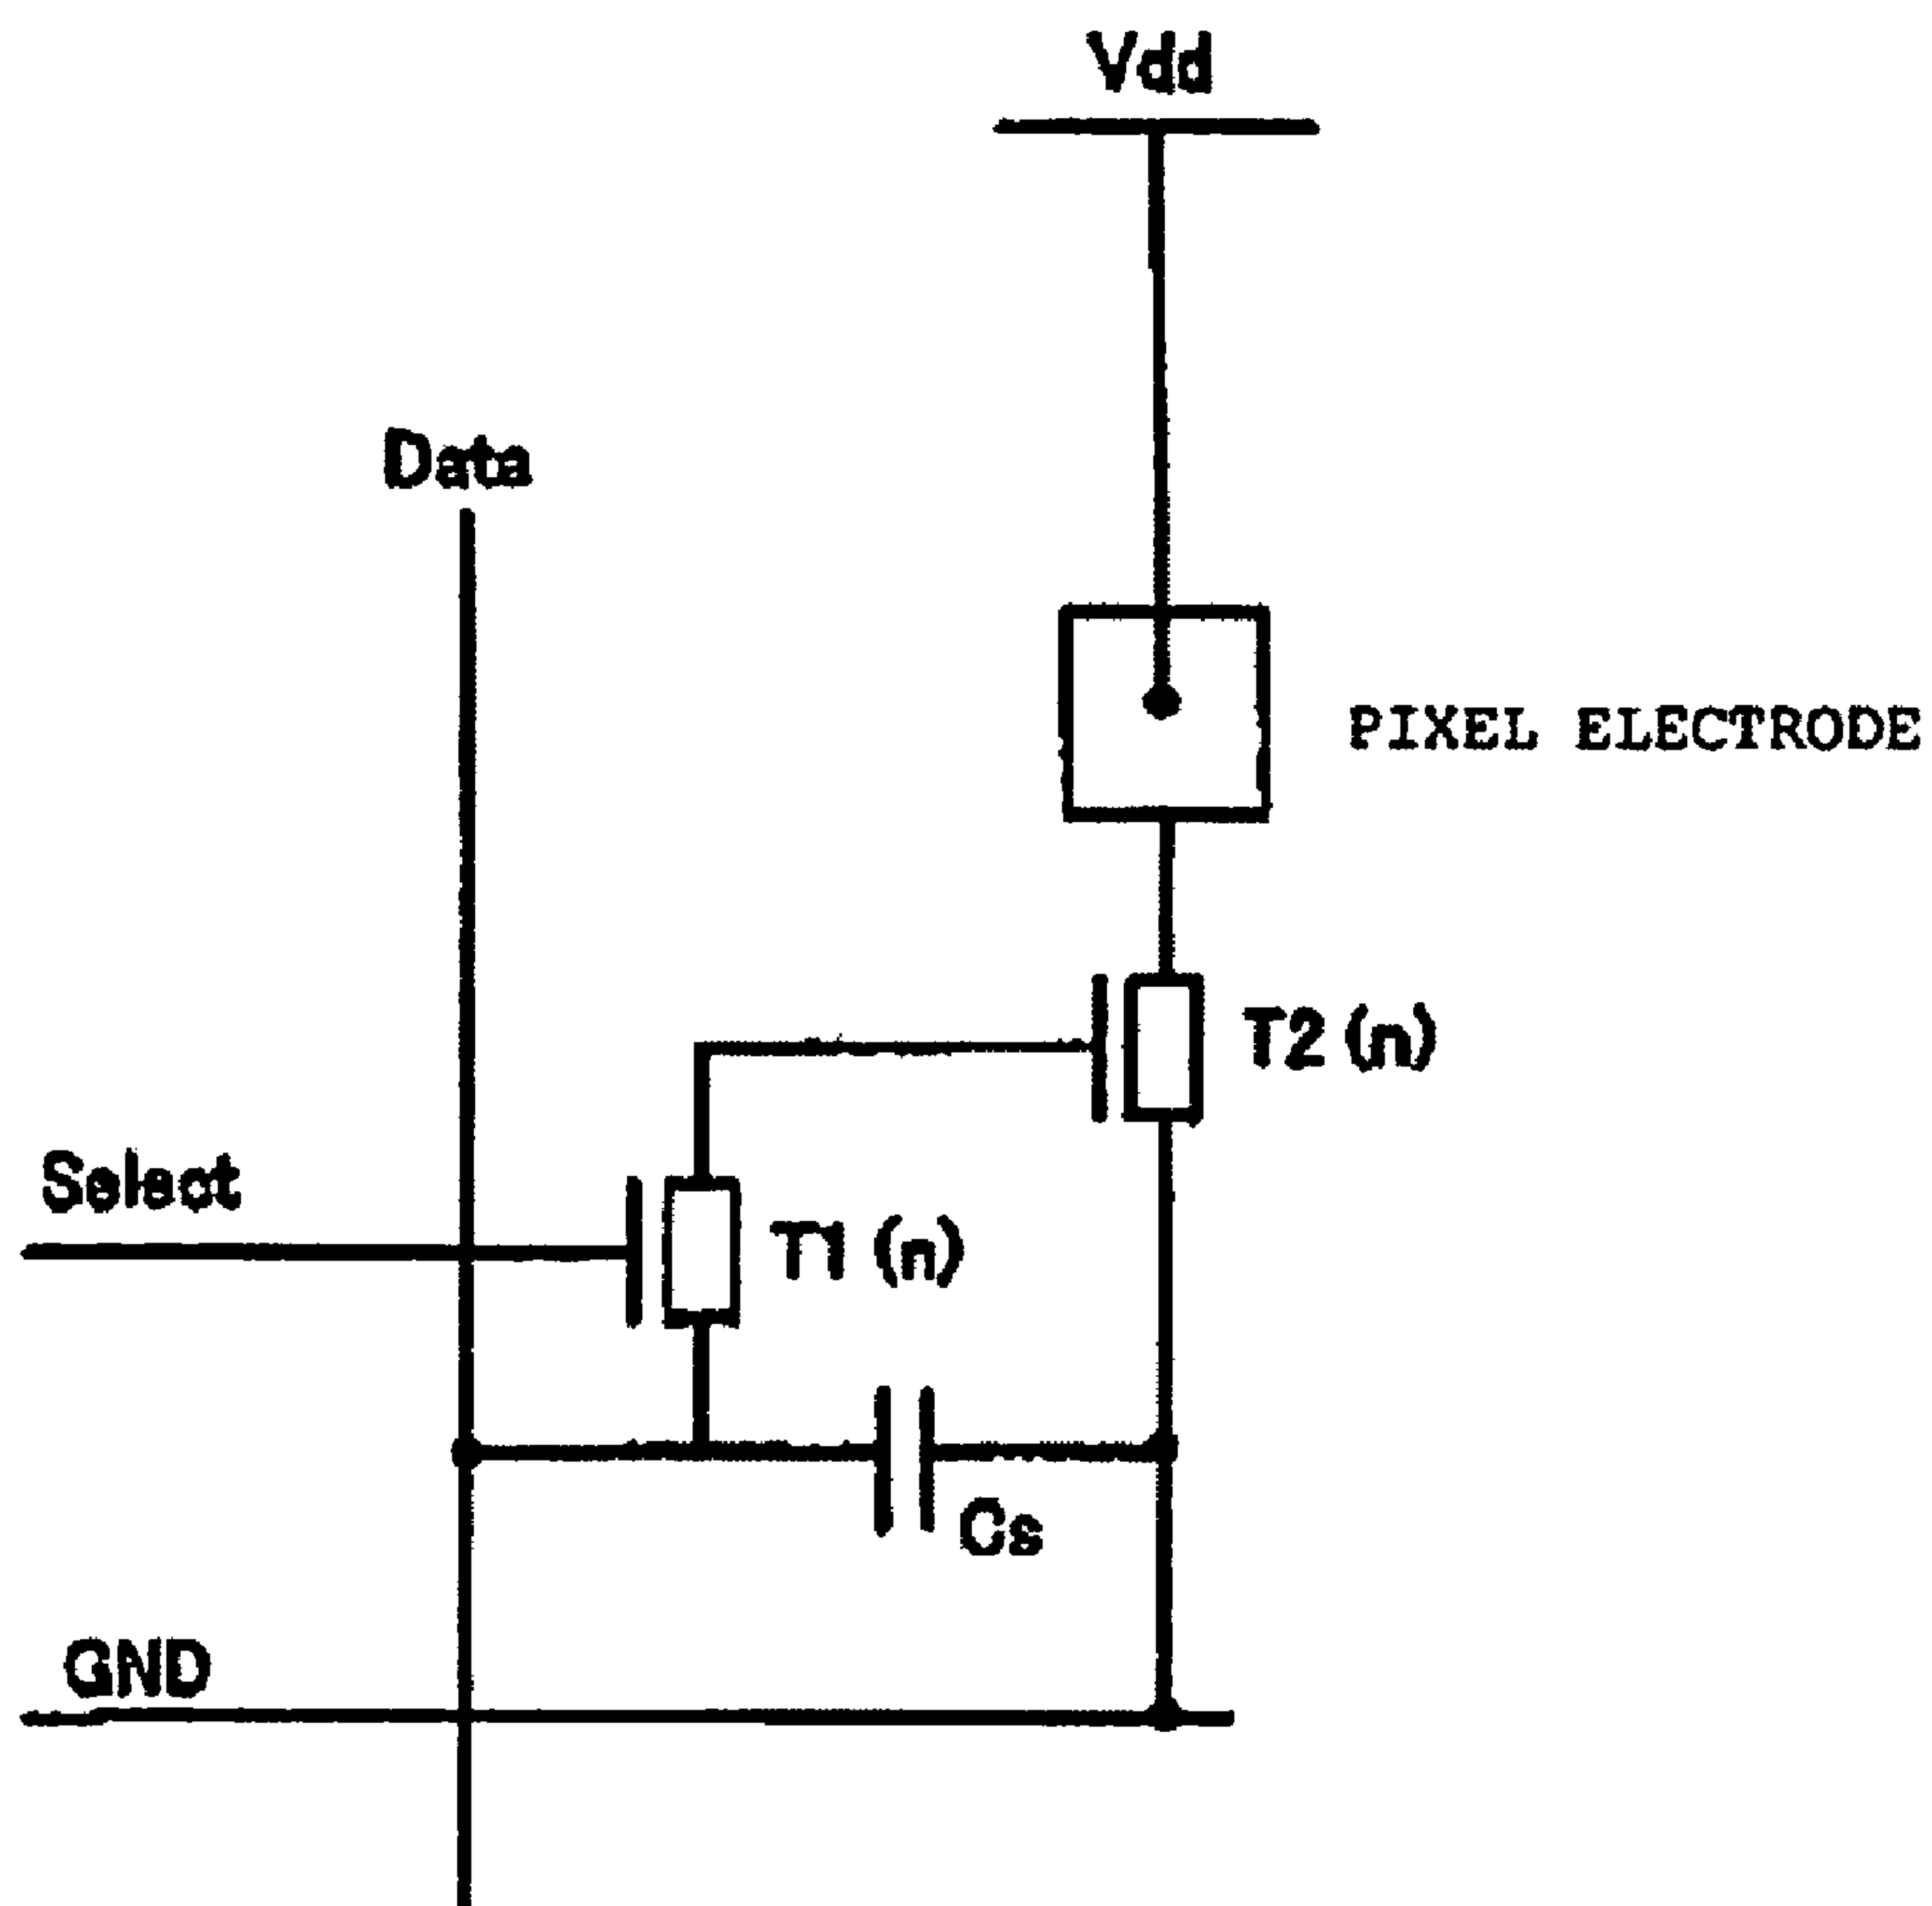 Vdd
Data
PIXEL ELECTRODE
T2 (n)
Select
T1 (n)
Cs
GND